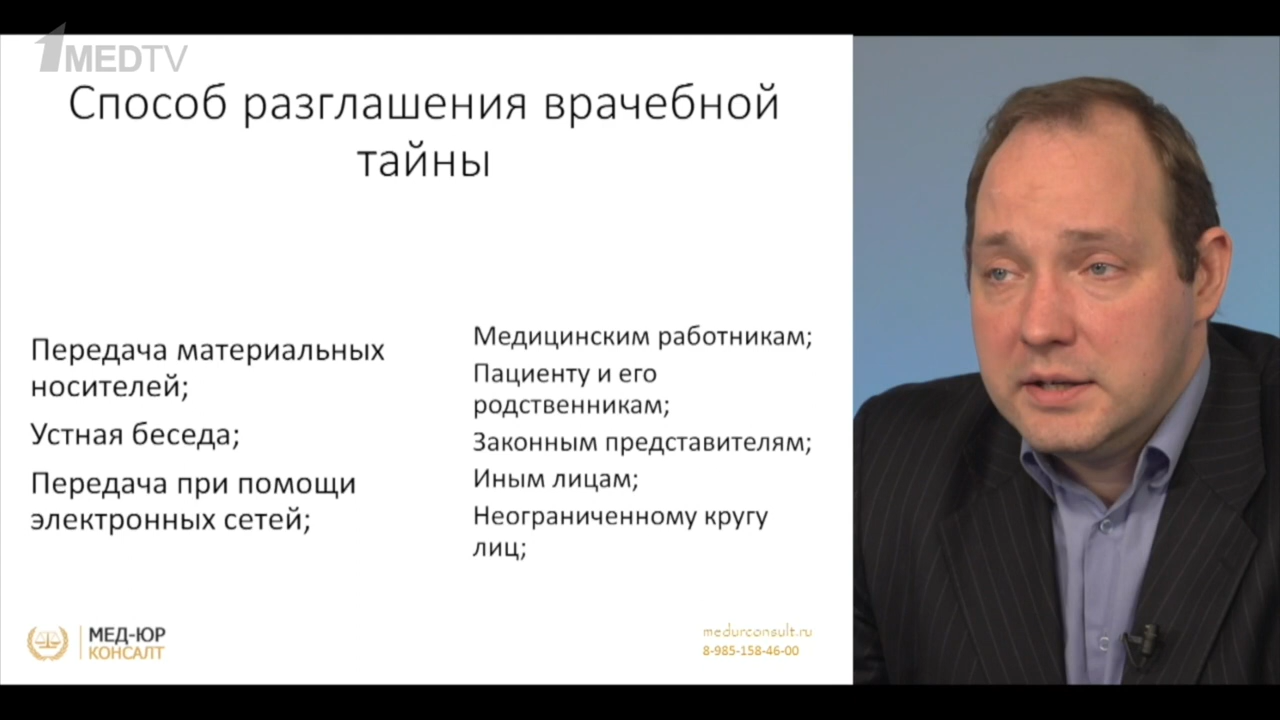 1MEDTV
Способ разглашения врачебной
тайны
Передача материальных
носителей;
Устная беседа;
Передача при помощи
электронных сетей;
Медицинским работникам;
Пациенту и его
родственникам;
Законным представителям;
Иным лицам;
Неограниченному кругу
лиц;
МЕД-ЮР
КОНСАЛТ
medurconsult.ru
8-985-158-46-00